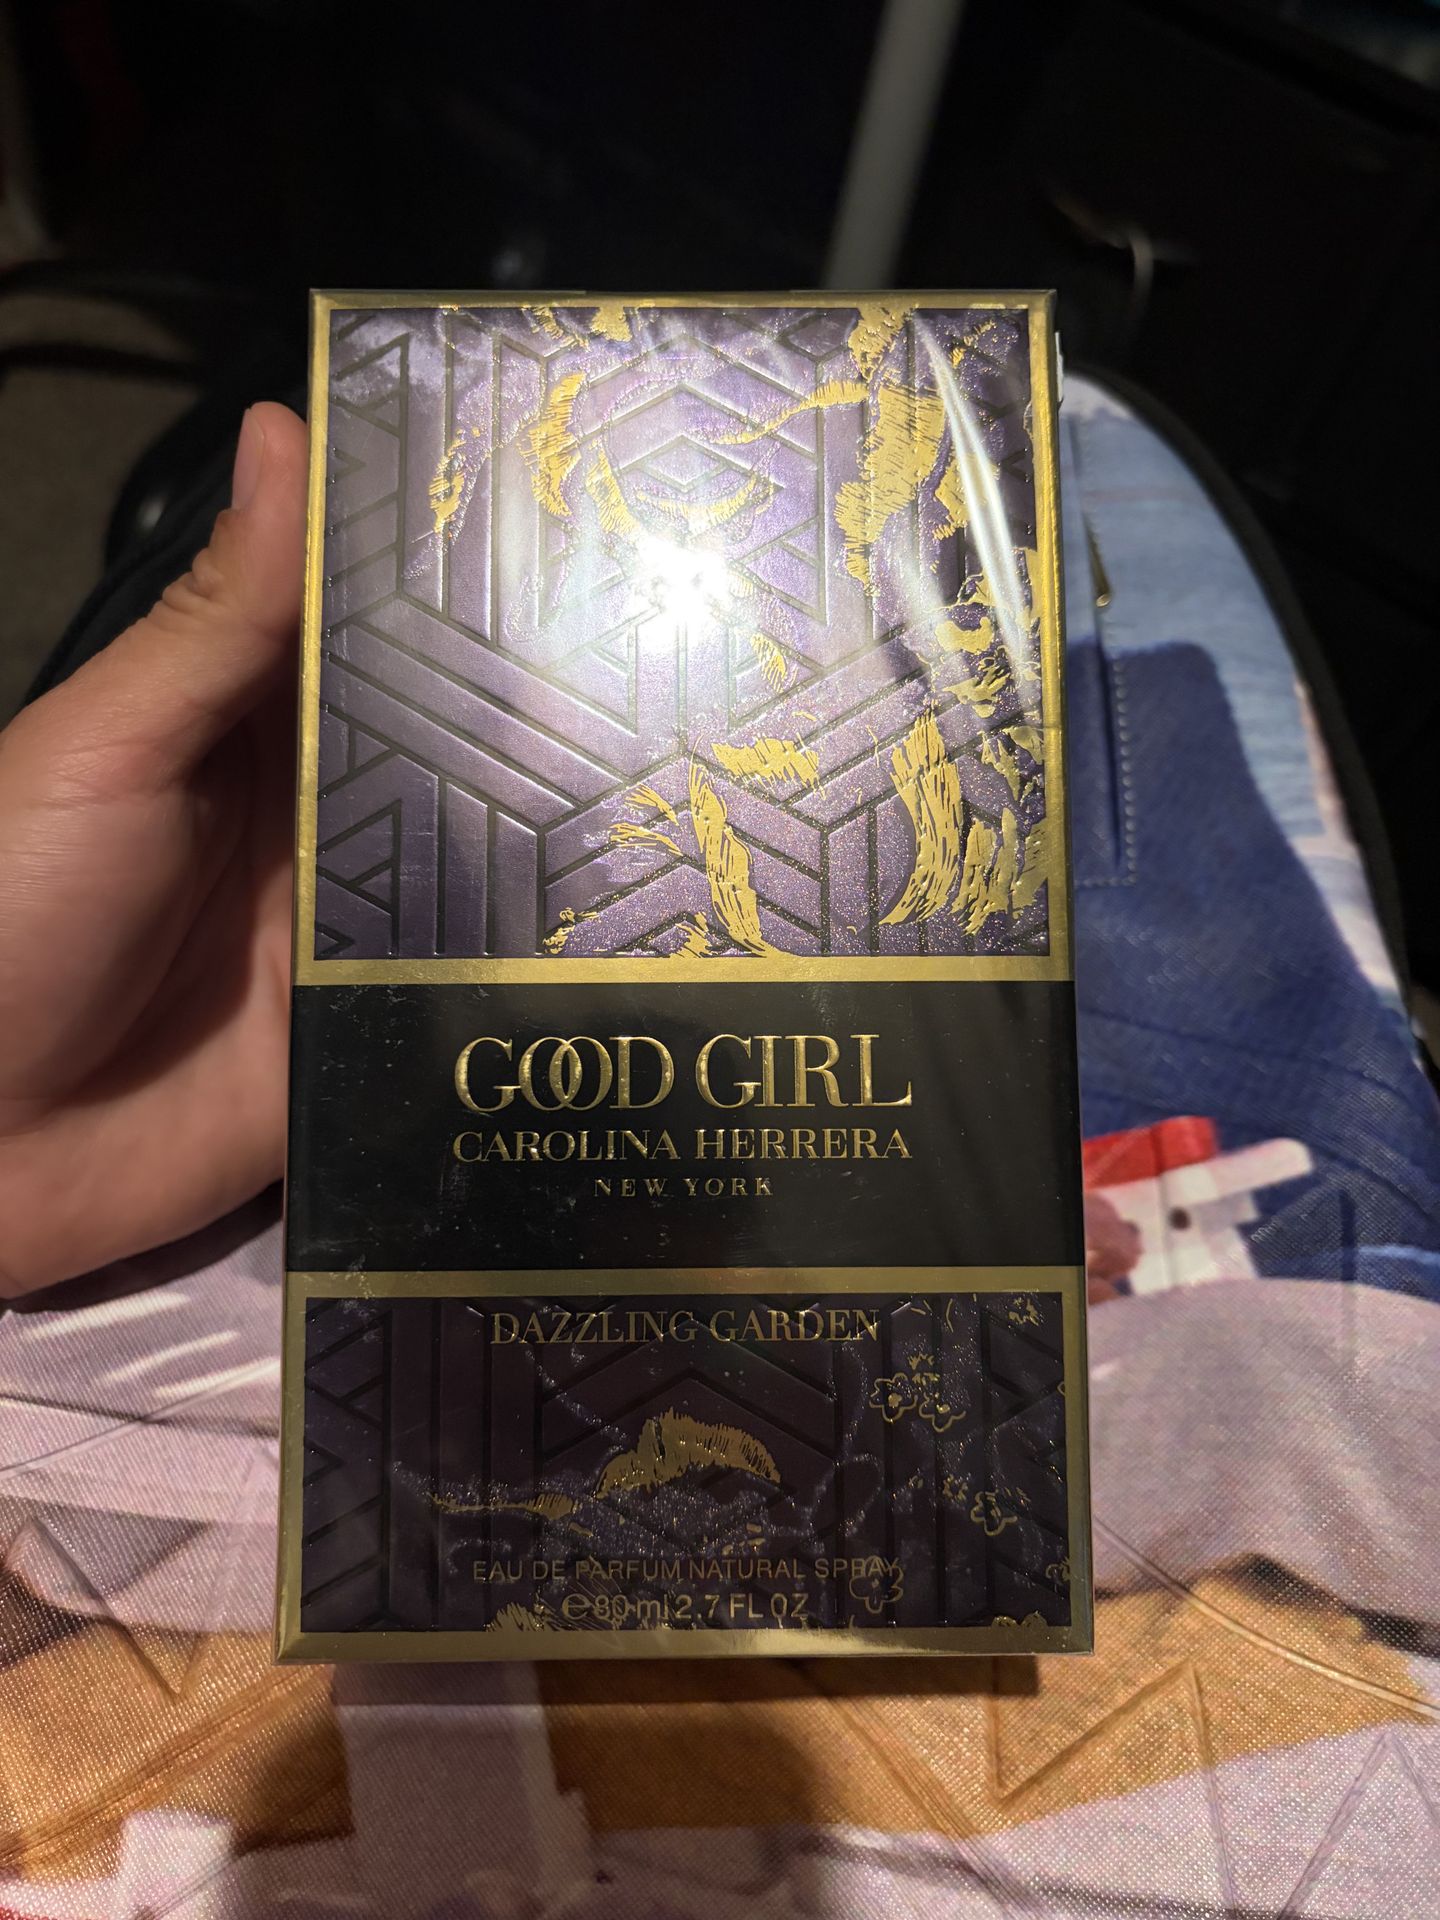 GOOD GIRL
CAROLINA HERRERA
NEW YORK
DAZZLING GARDEN
EAU DE PARFUM NATURAL SPRAY
℮80 ml 2.7 FL OZ